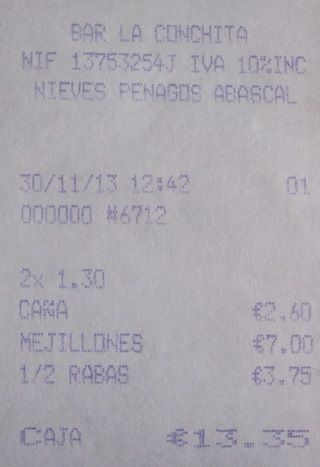 BAR LA CONCHITA
NIF 13753254J IVA 10%INC
NIEVES PENAGOS ABASCAL
30/11/13 12:42 01
000000 #6712
2x 1.30
CAÑA €2.60
MEJILLONES €7.00
1/2 RABAS €3.75
CAJA €13.35